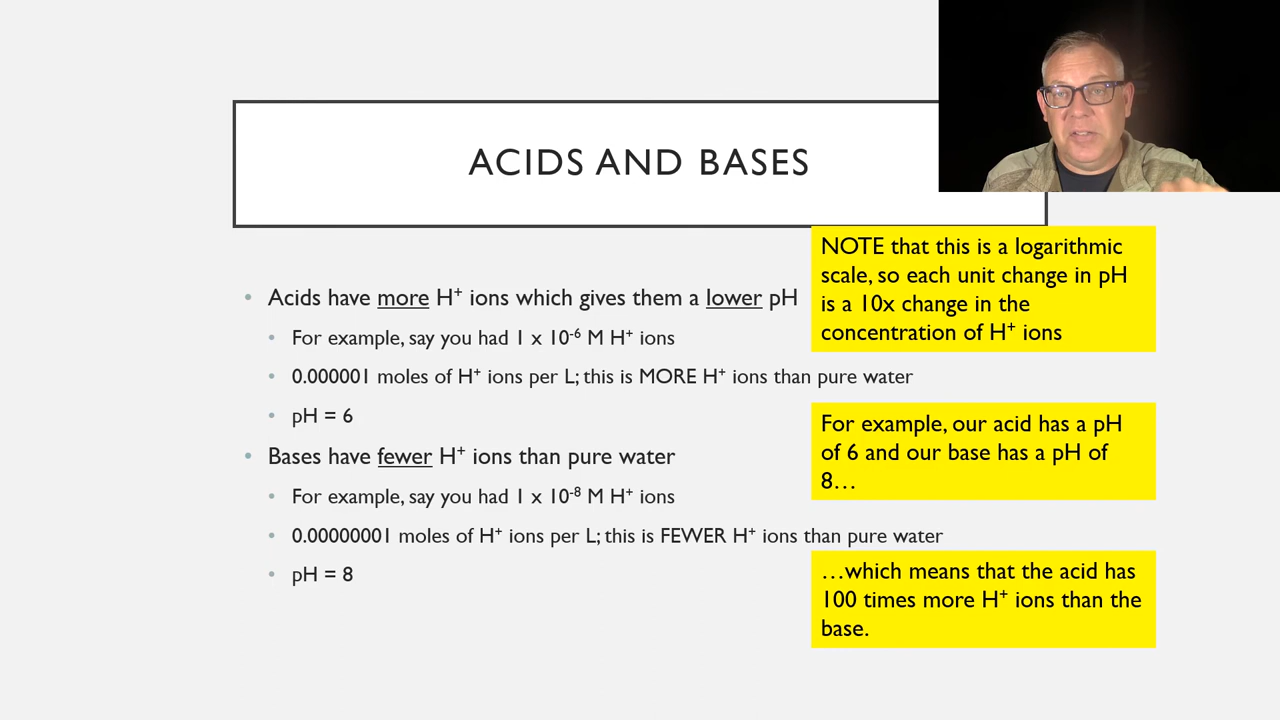 ACIDS AND BASES
• Acids have more H⁺ ions which gives them a lower pH
• For example, say you had 1 x 10⁻⁶ M H⁺ ions
• 0.000001 moles of H⁺ ions per L; this is MORE H⁺ ions than pure water
• pH = 6
• Bases have fewer H⁺ ions than pure water
• For example, say you had 1 x 10⁻⁸ M H⁺ ions
• 0.00000001 moles of H⁺ ions per L; this is FEWER H⁺ ions than pure water
• pH = 8
NOTE that this is a logarithmic
scale, so each unit change in pH
is a 10x change in the
concentration of H⁺ ions
For example, our acid has a pH
of 6 and our base has a pH of
8…
…which means that the acid has
100 times more H⁺ ions than the
base.